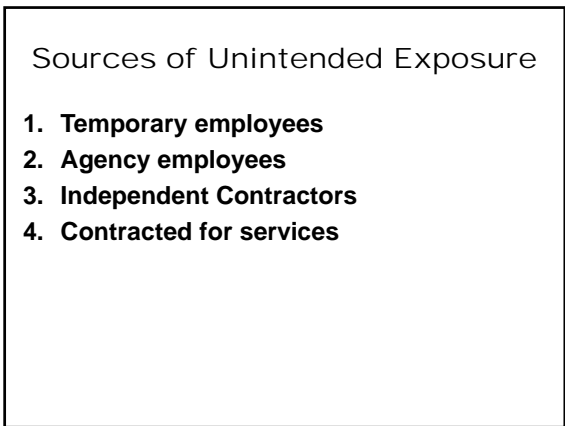 Sources of Unintended Exposure
1. Temporary employees
2. Agency employees
3. Independent Contractors
4. Contracted for services